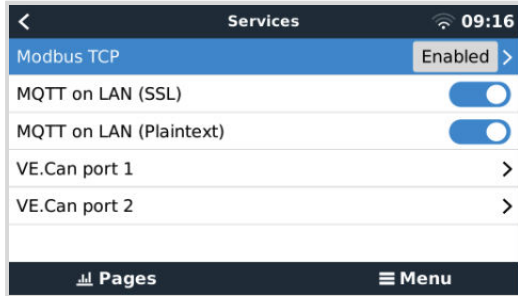 Services 09:16
Modbus TCP Enabled
MQTT on LAN (SSL)
MQTT on LAN (Plaintext)
VE.Can port 1
VE.Can port 2
Pages Menu